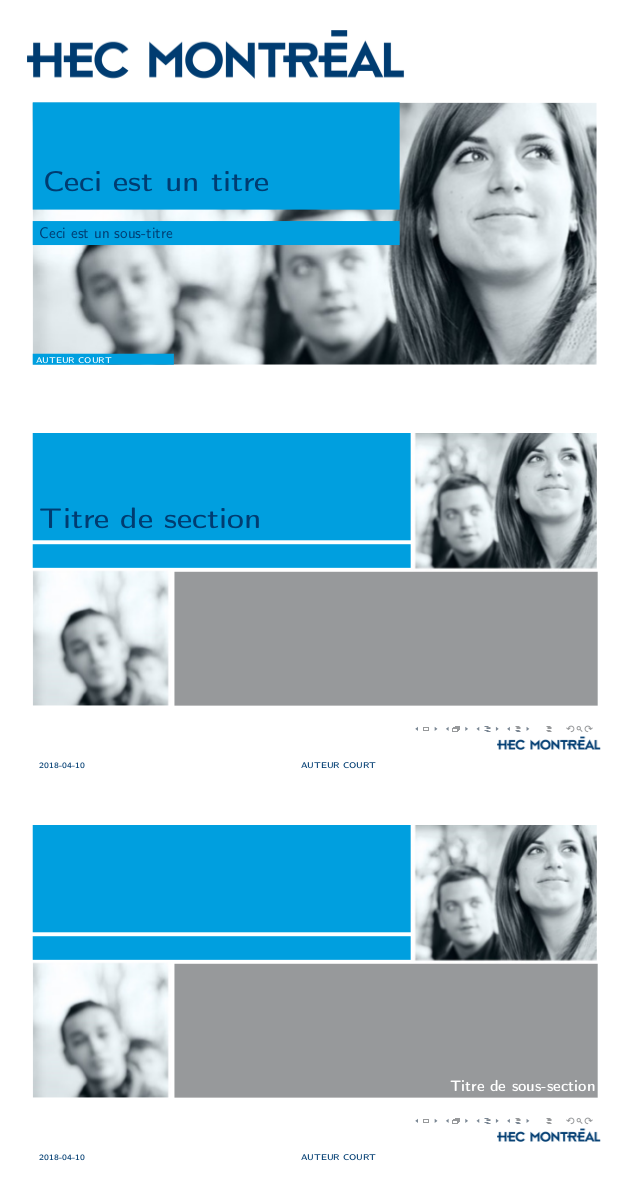 HEC MONTRÉAL
Ceci est un titre
Ceci est un sous-titre
AUTEUR COURT
Titre de section
HEC MONTRÉAL
2018-04-10 AUTEUR COURT
Titre de sous-section
HEC MONTRÉAL
2018-04-10 AUTEUR COURT